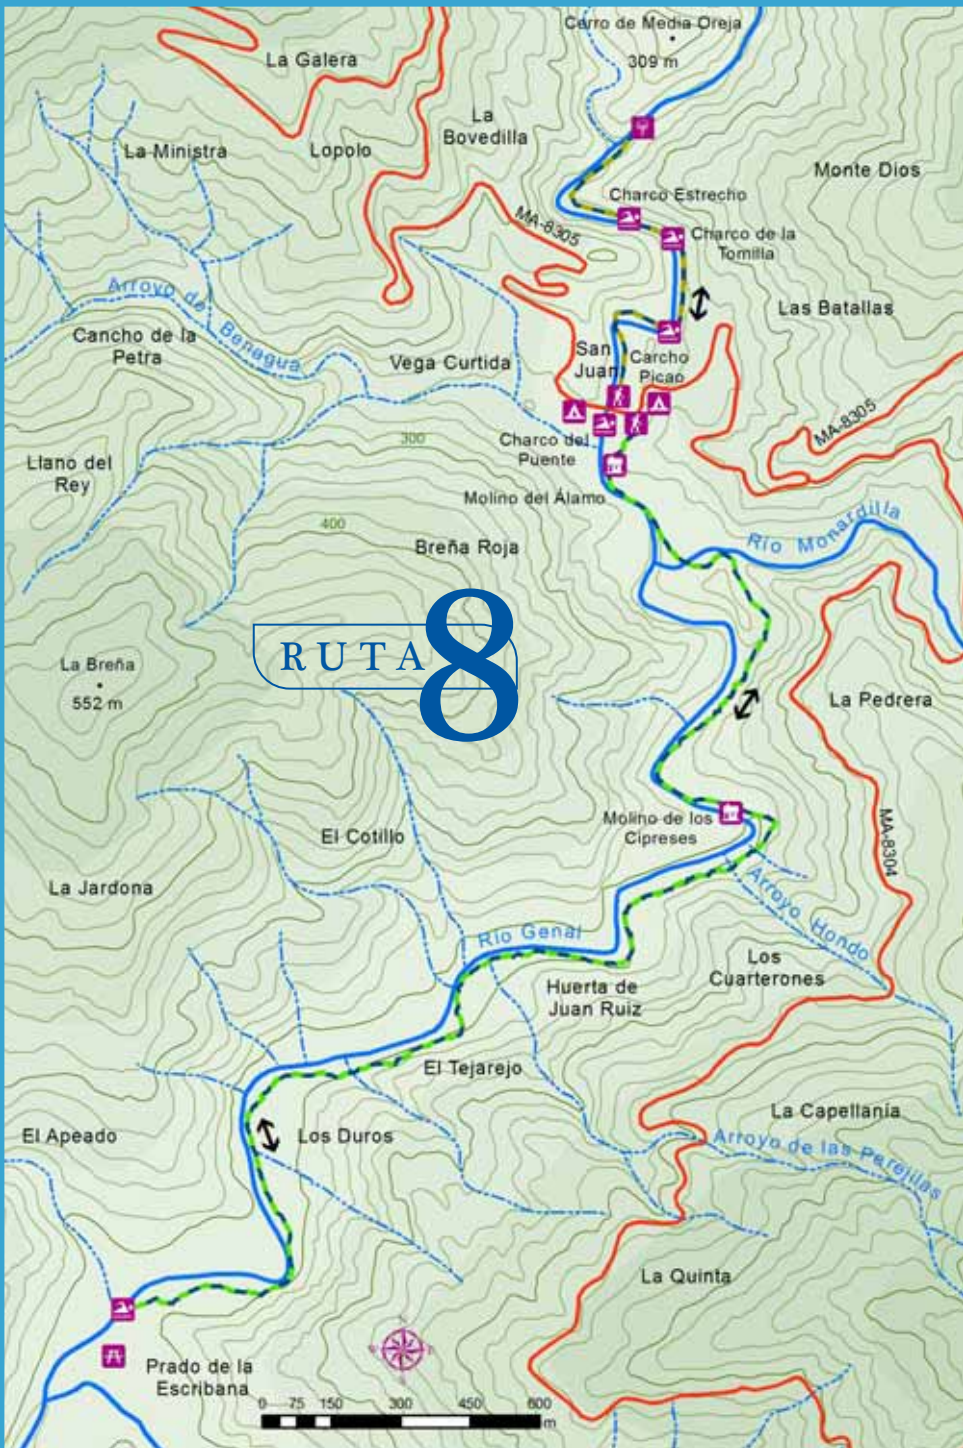 Cerro de Media Oreja
309 m
La Galera
La
Bovedilla
La Ministra
Lopolo
Monte Dios
Charco Estrecho
MA-8305
Charco de la
Tomilla
Arroyo de Benagua
Las Batallas
Cancho de la
Petra
San
Juan
Carcho
Picao
Vega Curtida
MA-8305
300
Charco del
Puente
Llano del
Rey
Molino del Álamo
400
Río Monardilla
Breña Roja
RUTA 8
La Breña
552 m
La Pedrera
Molino de los
Cipreses
MA-8304
El Cotillo
La Jardona
Arroyo Hondo
Río Genal
Los
Cuarterones
Huerta de
Juan Ruiz
El Tejarejo
La Capellanía
El Apeado
Los Duros
Arroyo de las Perejilas
La Quinta
Prado de la
Escribana
0 75 150 300 450 600
m